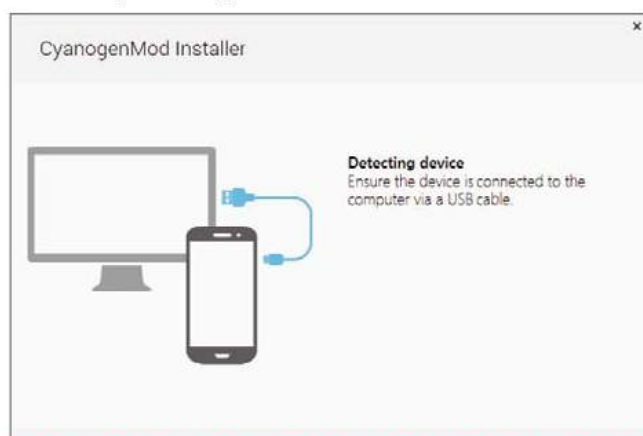 CyanogenMod Installer
Detecting device
Ensure the device is connected to the
computer via a USB cable.